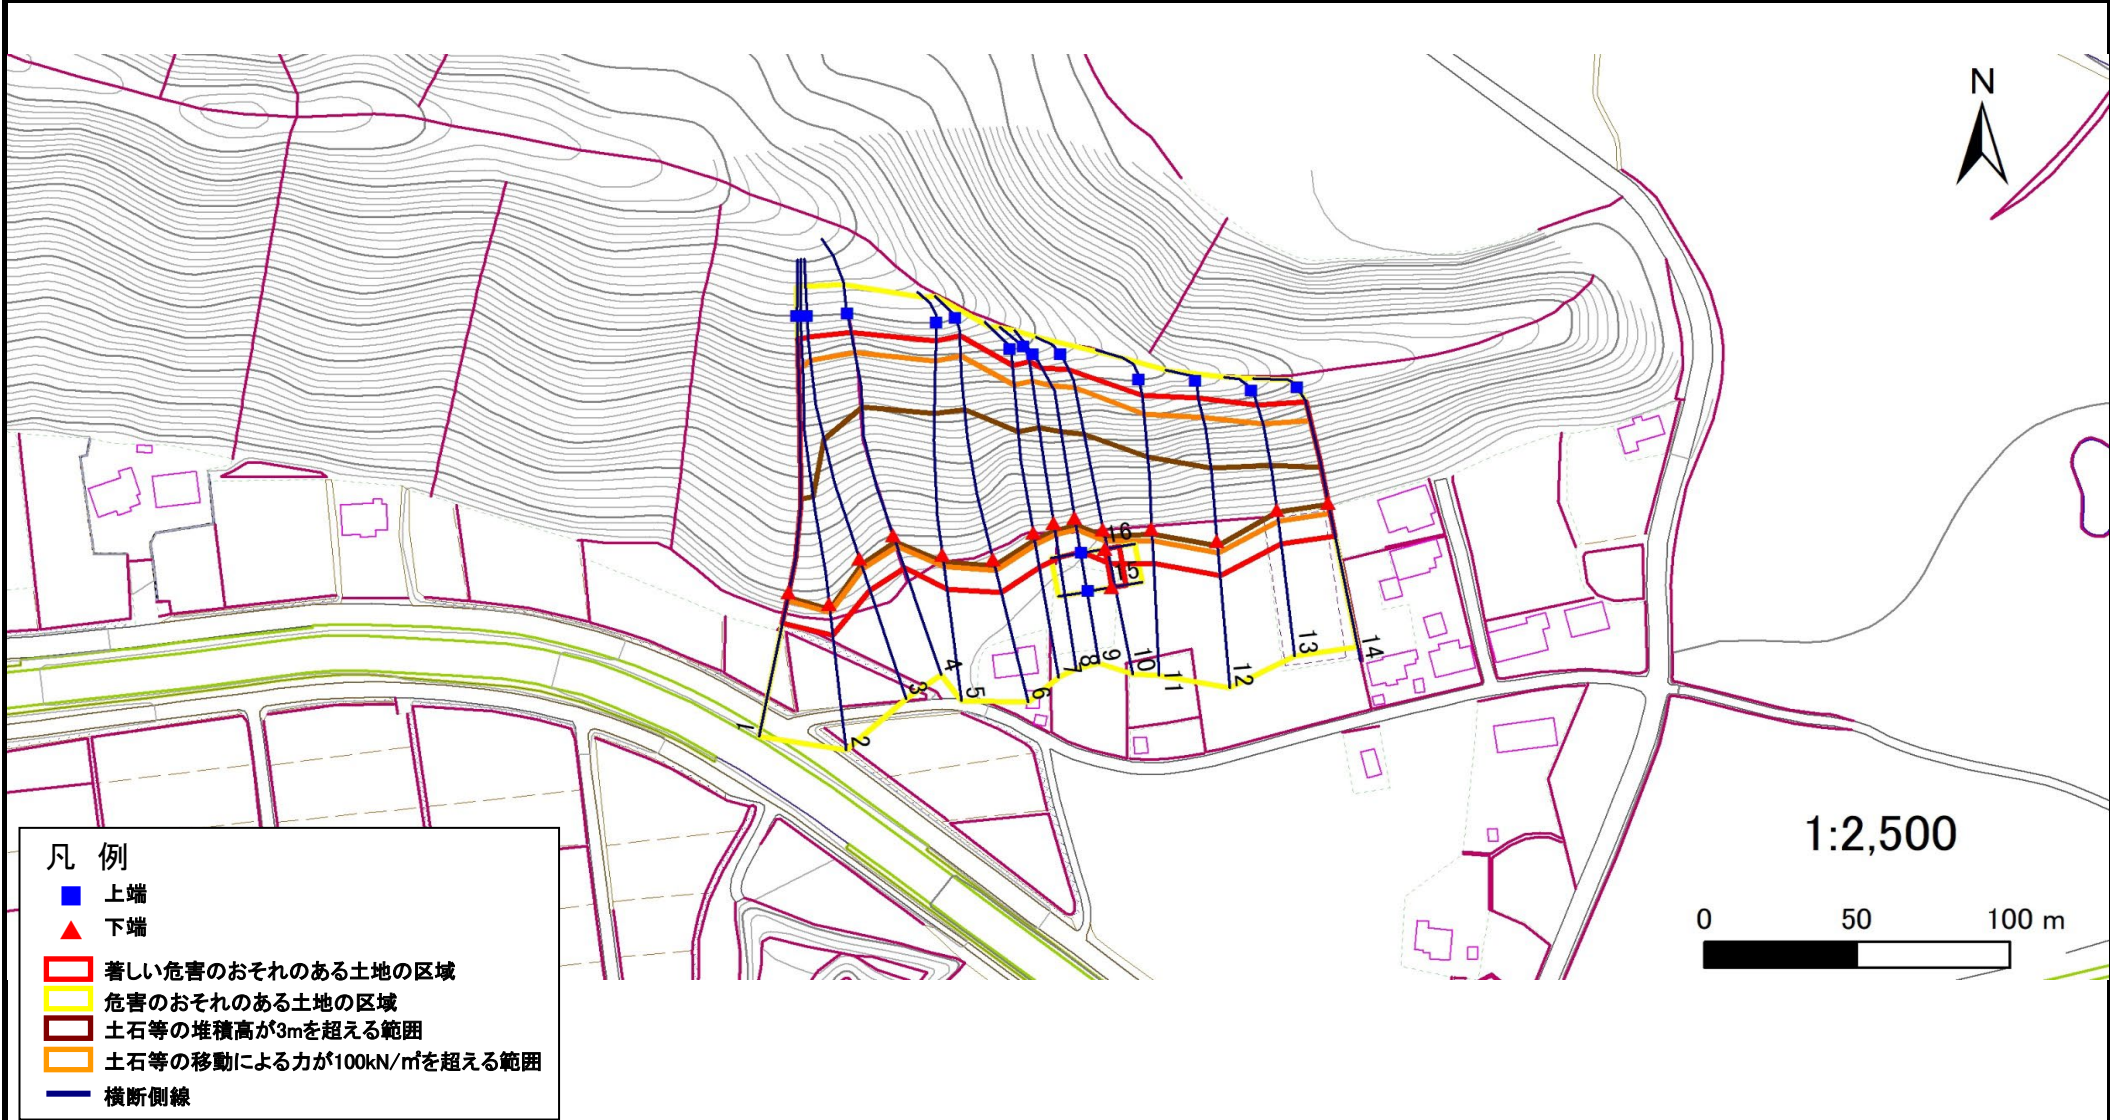 N
16
15
1
2
3
4
5
6
7
8
9
10
11
12
13
14
1:2,500
0 50 100 m
凡 例
上端
下端
著しい危害のおそれのある土地の区域
危害のおそれのある土地の区域
土石等の堆積高が3mを超える範囲
土石等の移動による力が100kN/㎡を超える範囲
横断側線